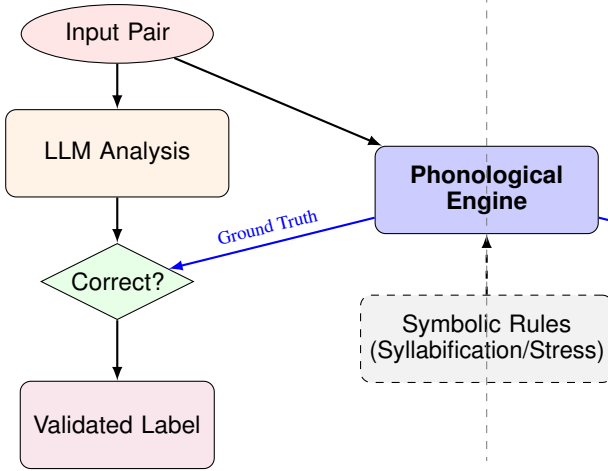 Input Pair
LLM Analysis
Phonological
Engine
Ground Truth
Correct?
Symbolic Rules
(Syllabification/Stress)
Validated Label